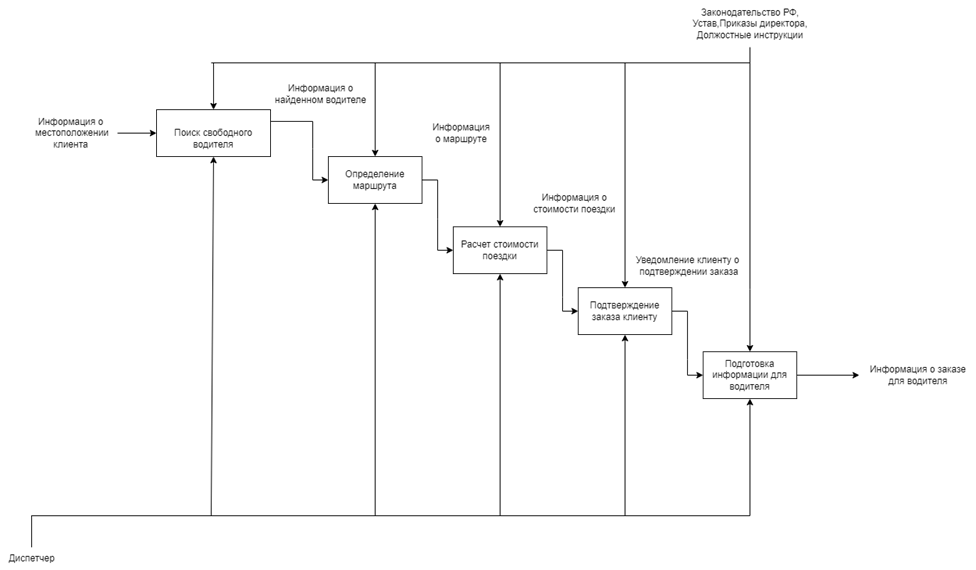 Законодательство РФ,
Устав,Приказы директора,
Должостные инструкции
Информация о
найденном водителе
Информация о
местоположении
клиента
Поиск свободного
водителя
Информация
о маршруте
Определение
маршрута
Информация о
стоимости поездки
Расчет стоимости
поездки
Уведомление клиенту о
подтверждении заказа
Подтверждение
заказа клиенту
Подготовка
информации для
водителя
Информация о заказе
для водителя
Диспетчер